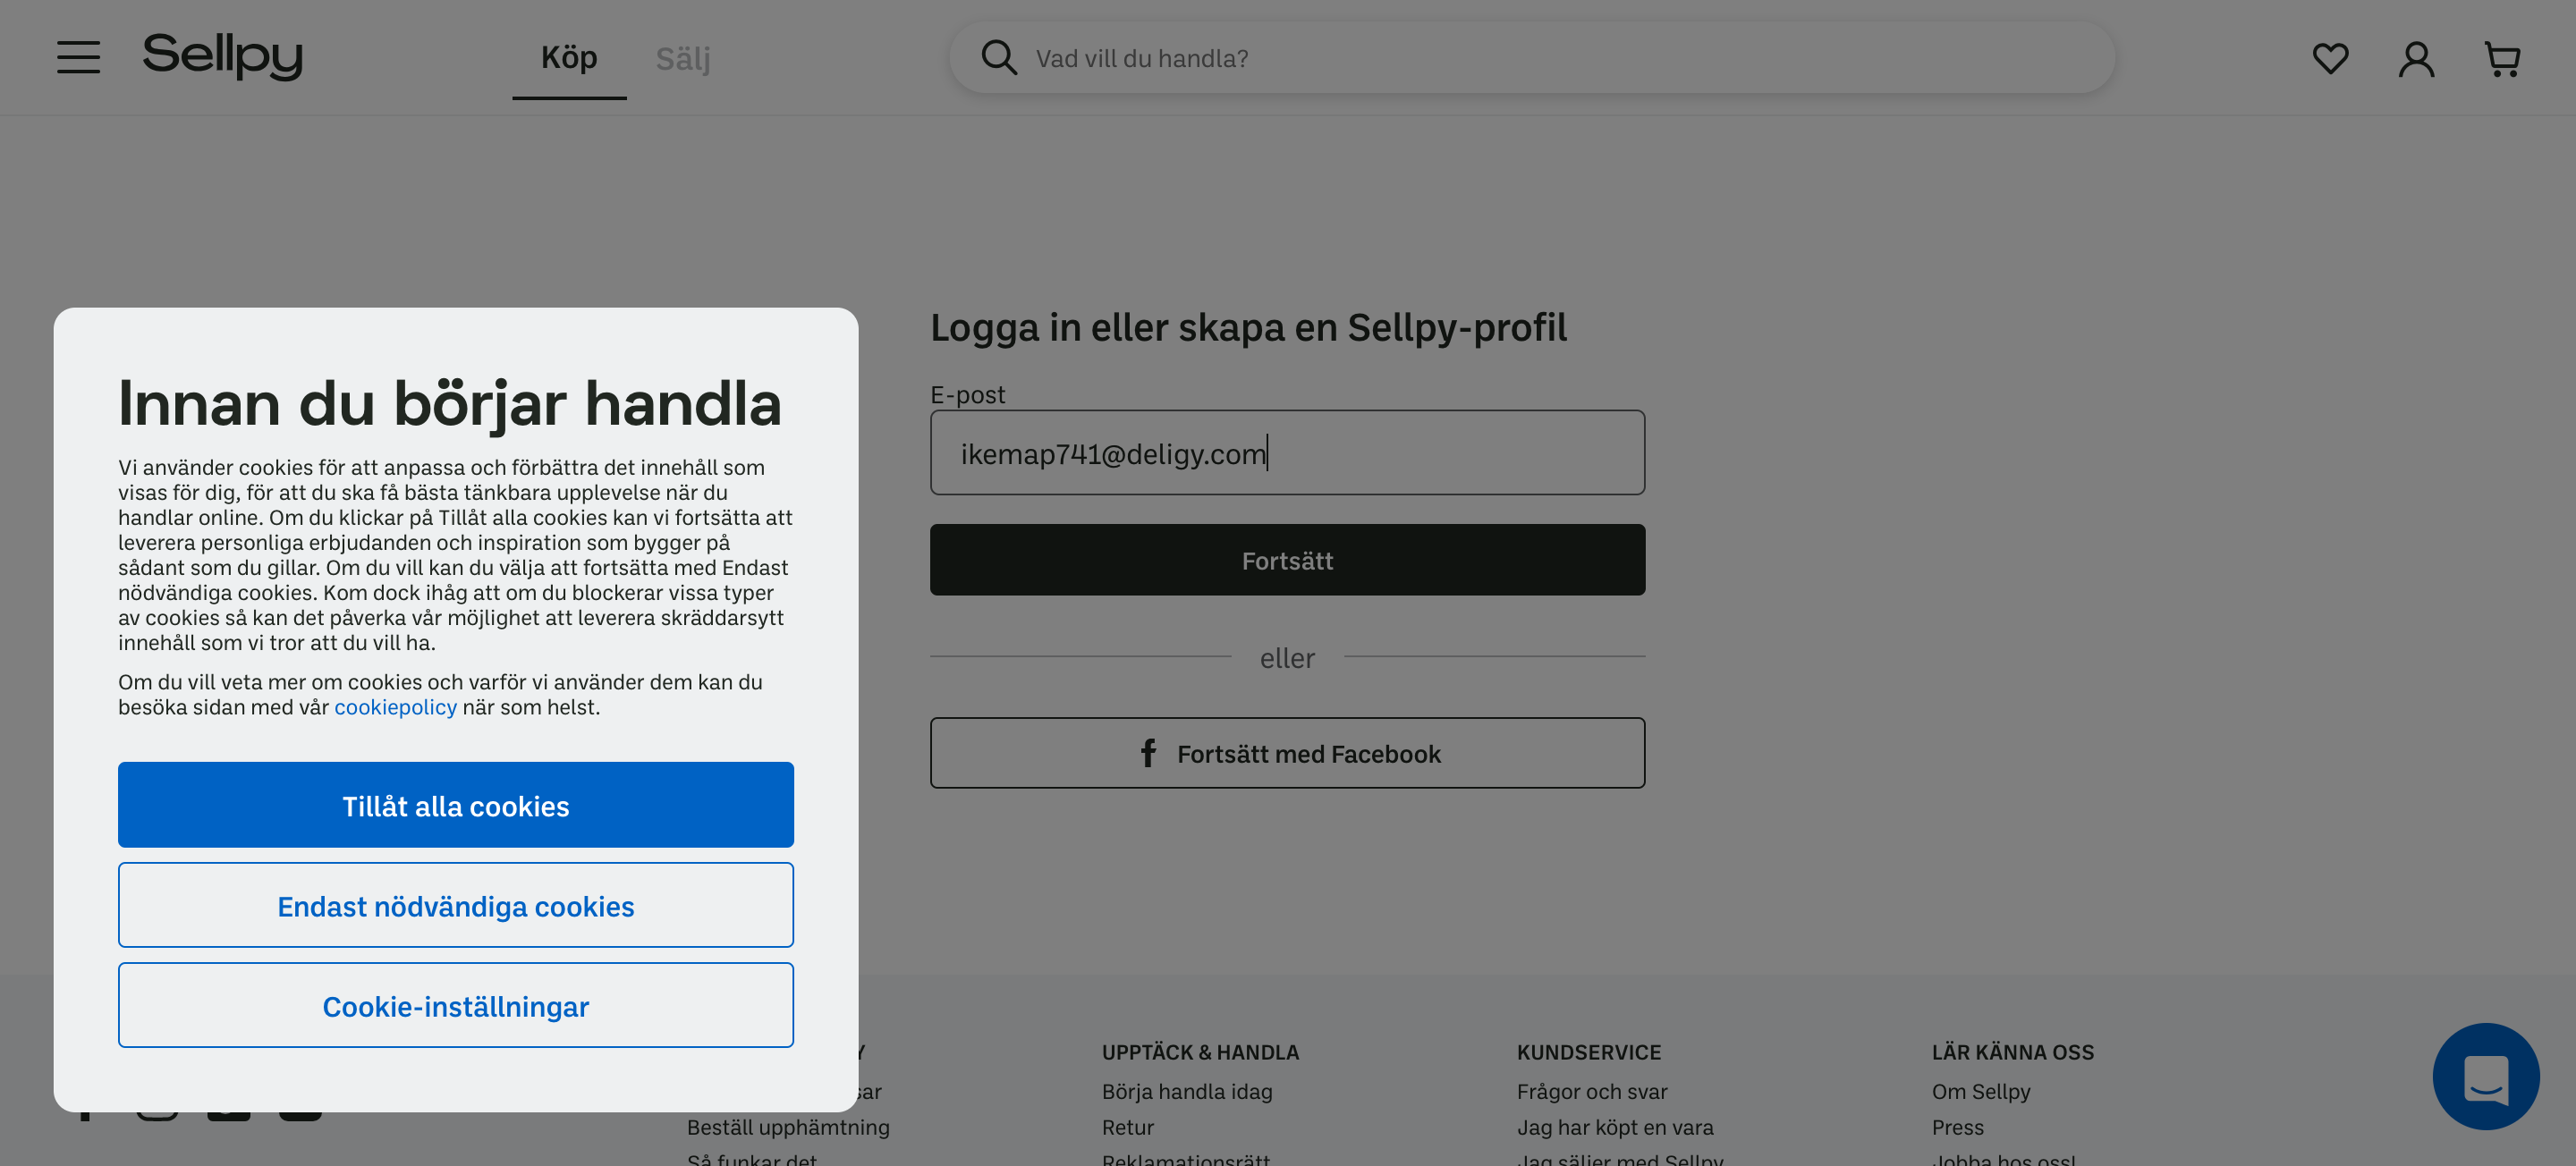 Sellpy
Köp
Sälj
Vad vill du handla?
Innan du börjar handla
Vi använder cookies för att anpassa och förbättra det innehåll som
visas för dig, för att du ska få bästa tänkbara upplevelse när du
handlar online. Om du klickar på Tillåt alla cookies kan vi fortsätta att
leverera personliga erbjudanden och inspiration som bygger på
sådant som du gillar. Om du vill kan du välja att fortsätta med Endast
nödvändiga cookies. Kom dock ihåg att om du blockerar vissa typer
av cookies så kan det påverka vår möjlighet att leverera skräddarsytt
innehåll som vi tror att du vill ha.
Om du vill veta mer om cookies och varför vi använder dem kan du
besöka sidan med vår cookiepolicy när som helst.
Tillåt alla cookies
Endast nödvändiga cookies
Cookie-inställningar
Logga in eller skapa en Sellpy-profil
E-post
ikemap741@deligy.com
Fortsätt
eller
Fortsätt med Facebook
Beställ upphämtning
Så funkar det
UPPTÄCK & HANDLA
Börja handla idag
Retur
Reklamationsrätt
KUNDSERVICE
Frågor och svar
Jag har köpt en vara
Jag säljer med Sellpy
LÄR KÄNNA OSS
Om Sellpy
Press
Jobba hos oss!